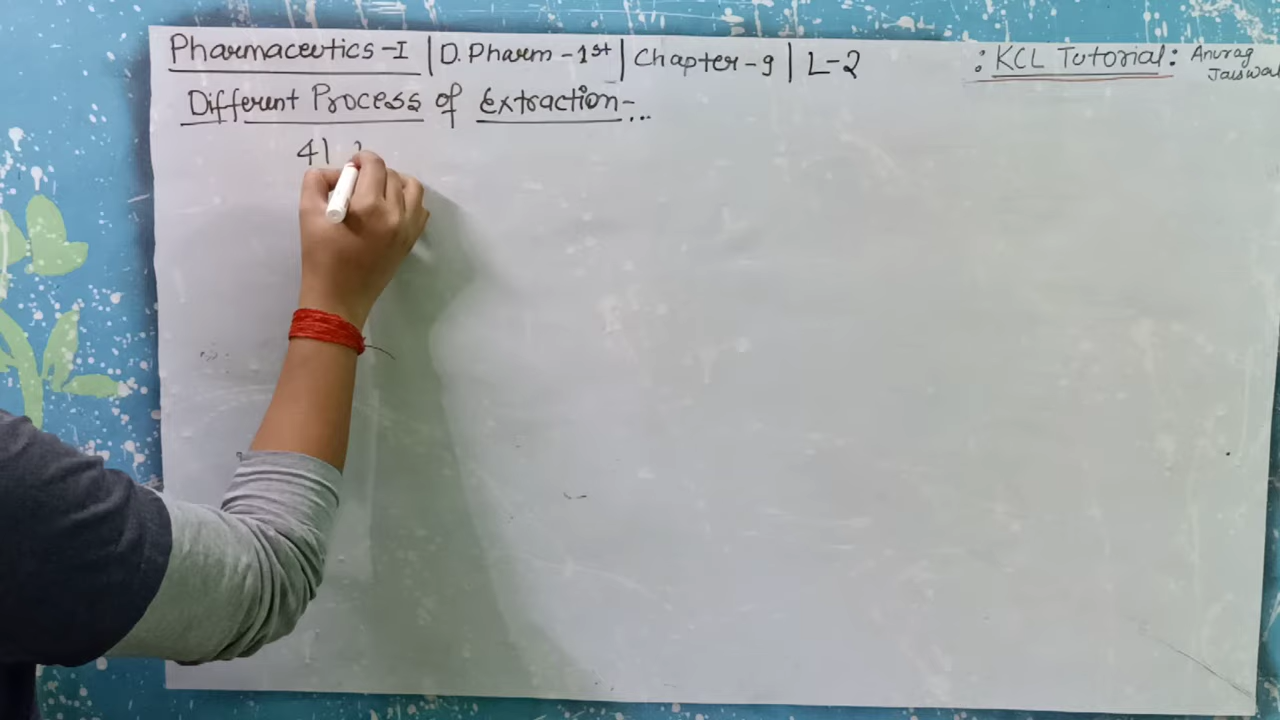 Pharmaceutics-I | D. Pharm -1st | Chapter-9 | L-2
: KCL Tutorial: Anurag Jaiswal
Different Process of Extraction-...
4)